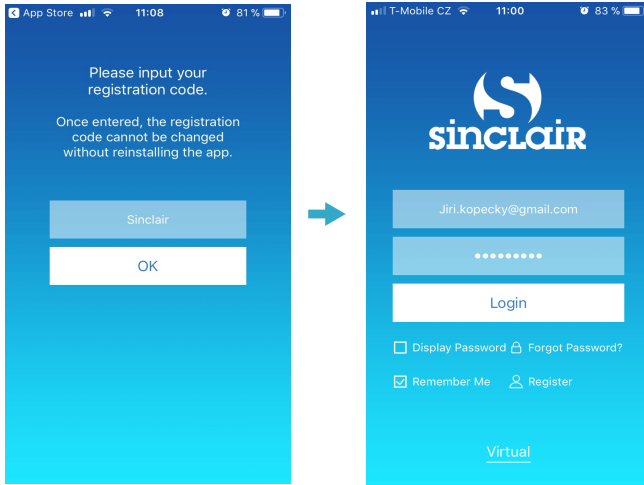 App Store 11:08 81 %
Please input your
registration code.
Once entered, the registration
code cannot be changed
without reinstalling the app.
Sinclair
OK
T-Mobile CZ 11:00 83 %
S
sinclair
Jiri.kopecky@gmail.com
•••••••••
Login
Display Password Forgot Password?
Remember Me Register
Virtual